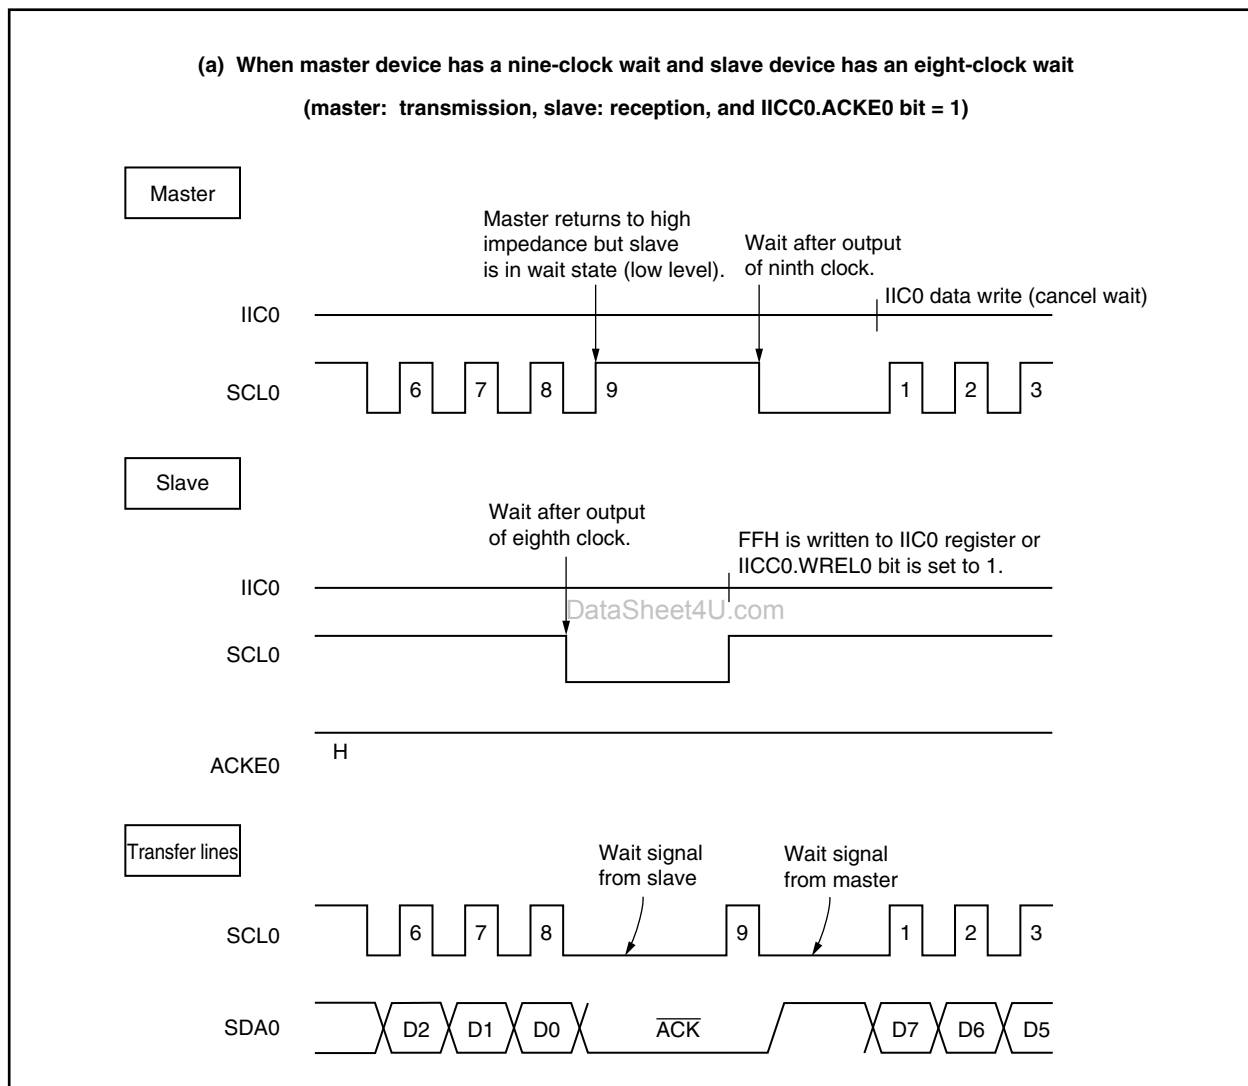 (a) When master device has a nine-clock wait and slave device has an eight-clock wait
(master: transmission, slave: reception, and IICC0.ACKE0 bit = 1)
Master
Master returns to high
impedance but slave
is in wait state (low level).
Wait after output
of ninth clock.
IIC0 data write (cancel wait)
IIC0
SCL0
6 7 8 9 1 2 3
Slave
Wait after output
of eighth clock.
FFH is written to IIC0 register or
IICC0.WREL0 bit is set to 1.
IIC0
DataSheet4U.com
SCL0
H
ACKE0
Transfer lines
Wait signal
from slave
Wait signal
from master
SCL0
6 7 8 9 1 2 3
SDA0
D2 D1 D0 ACK D7 D6 D5